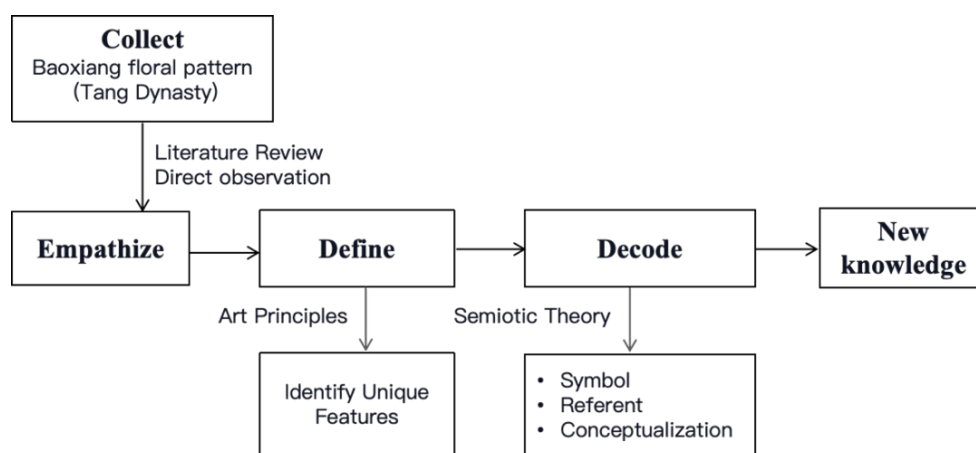 Collect
Baoxiang floral pattern
(Tang Dynasty)
Literature Review
Direct observation
Empathize
Define
Decode
New
knowledge
Art Principles
Semiotic Theory
Identify Unique
Features
• Symbol
• Referent
• Conceptualization